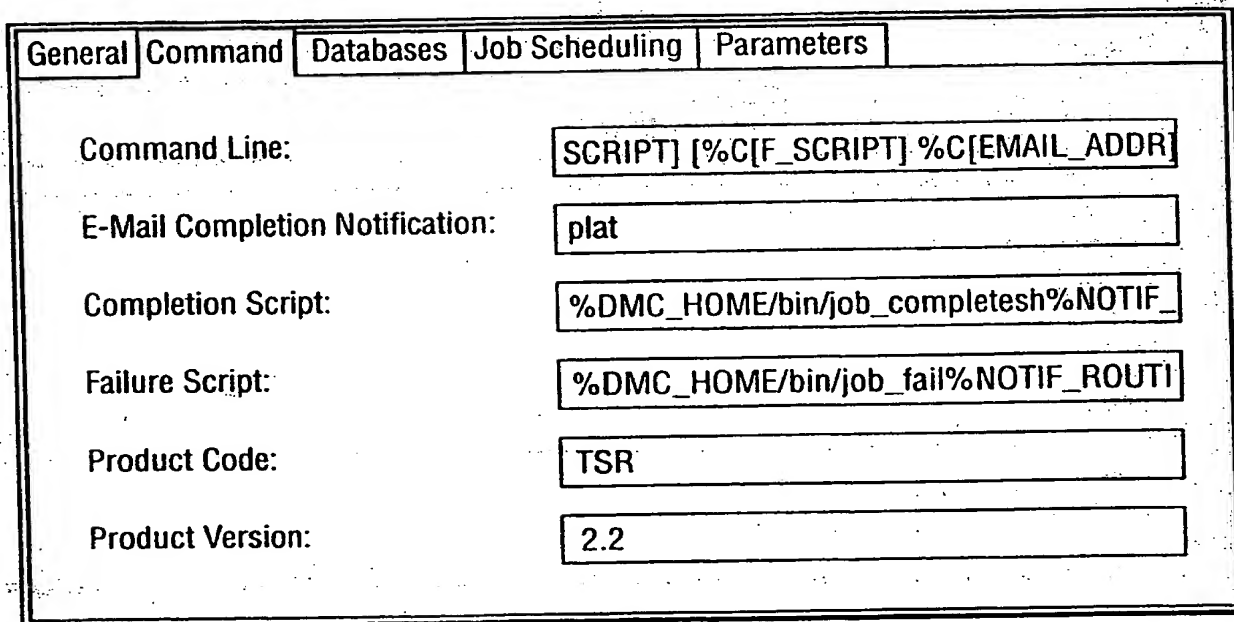 General Command Databases Job Scheduling Parameters
Command Line: SCRIPT] [%C[F_SCRIPT] %C[EMAIL_ADDR]
E-Mail Completion Notification: plat
Completion Script: %DMC_HOME/bin/job_completesh%NOTIF_
Failure Script: %DMC_HOME/bin/job_fail%NOTIF_ROUTI
Product Code: TSR
Product Version: 2.2